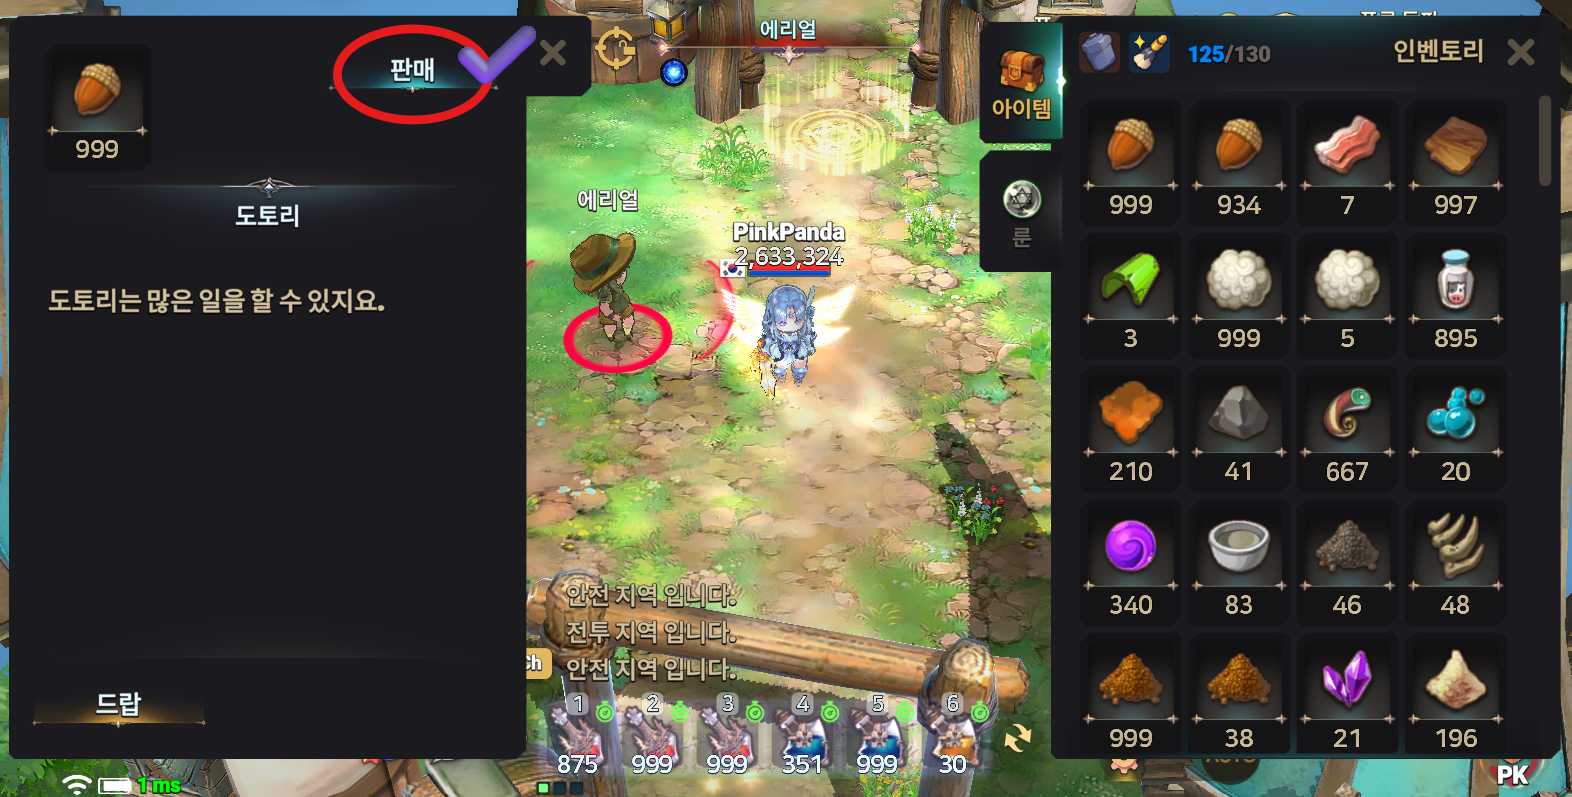 판매
999
도토리
도토리는 많은 일을 할 수 있지요.
드랍
1ms
에리얼
에리얼
PinkPanda
2,633,324
안전 지역 입니다.
전투 지역 입니다.
안전 지역 입니다.
1 2 3 4 5 6
875 999 999 351 999 30
아이템
룬
125/130
인벤토리
999 934 7 997
3 999 5 895
210 41 667 20
340 83 46 48
999 38 21 196
PK